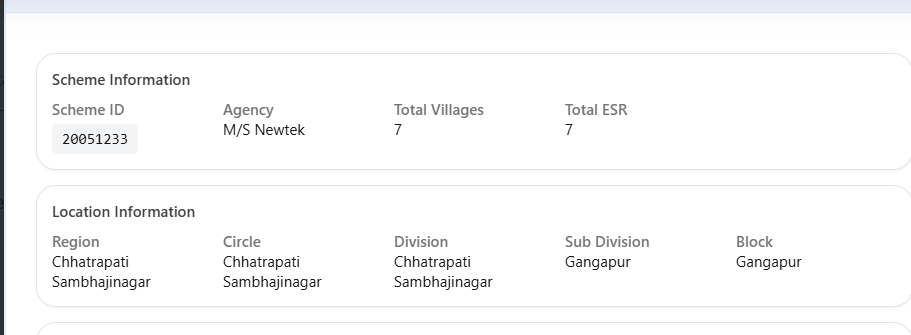 Scheme Information
Scheme ID Agency Total Villages Total ESR
20051233 M/S Newtek 7 7
Location Information
Region Circle Division Sub Division Block
Chhatrapati Chhatrapati Chhatrapati Gangapur Gangapur
Sambhajinagar Sambhajinagar Sambhajinagar